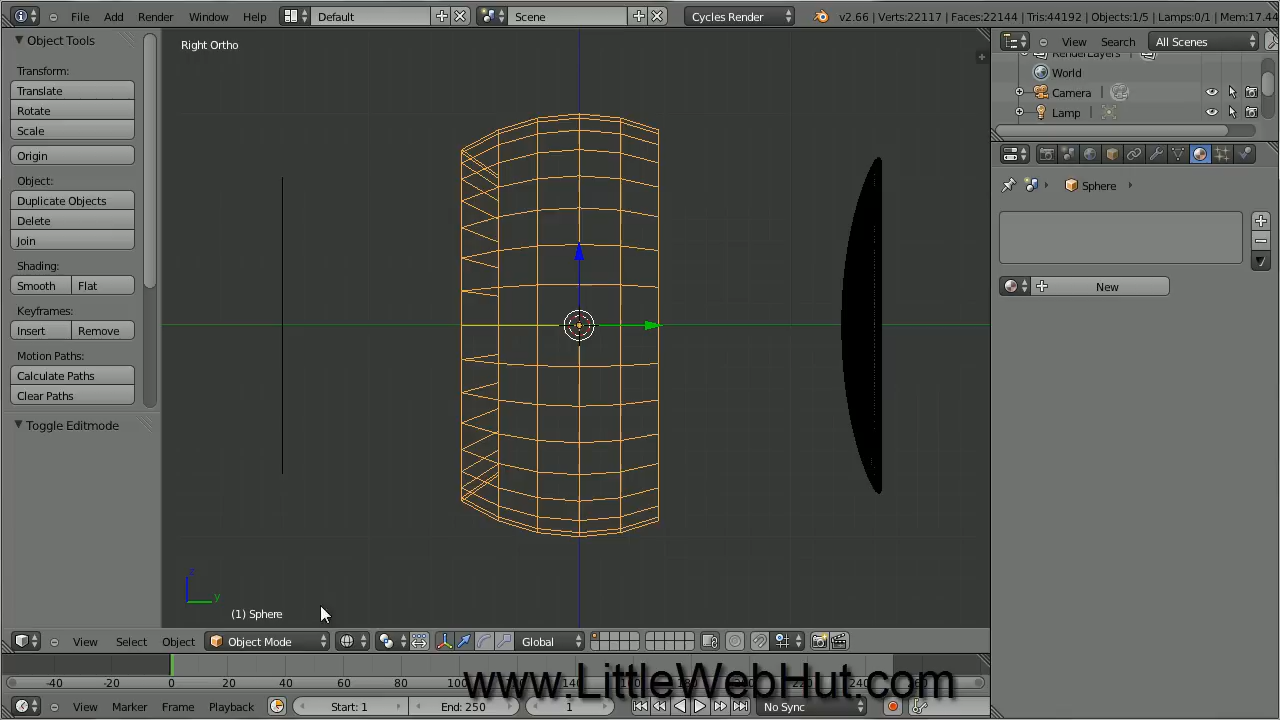 File Add Render Window Help Default Scene Cycles Render v2.66 | Verts:22117 | Faces:22144 | Tris:44192 | Objects:1/5 | Lamps:0/1 | Mem:17.44
Object Tools
Right Ortho
View Search All Scenes
RenderLayers
Transform:
World
Translate
Camera
Rotate
Lamp
Scale
Origin
Object:
Sphere
Duplicate Objects
Delete
Join
Shading:
Smooth Flat
New
Keyframes:
Insert Remove
Motion Paths:
Calculate Paths
Clear Paths
Toggle Editmode
z
y
(1) Sphere
View Select Object Object Mode Global
-40 -20 0 20 40 60 80 100 120 140
www.LittleWebHut.com
View Marker Frame Playback Start: 1 End: 250 1 No Sync